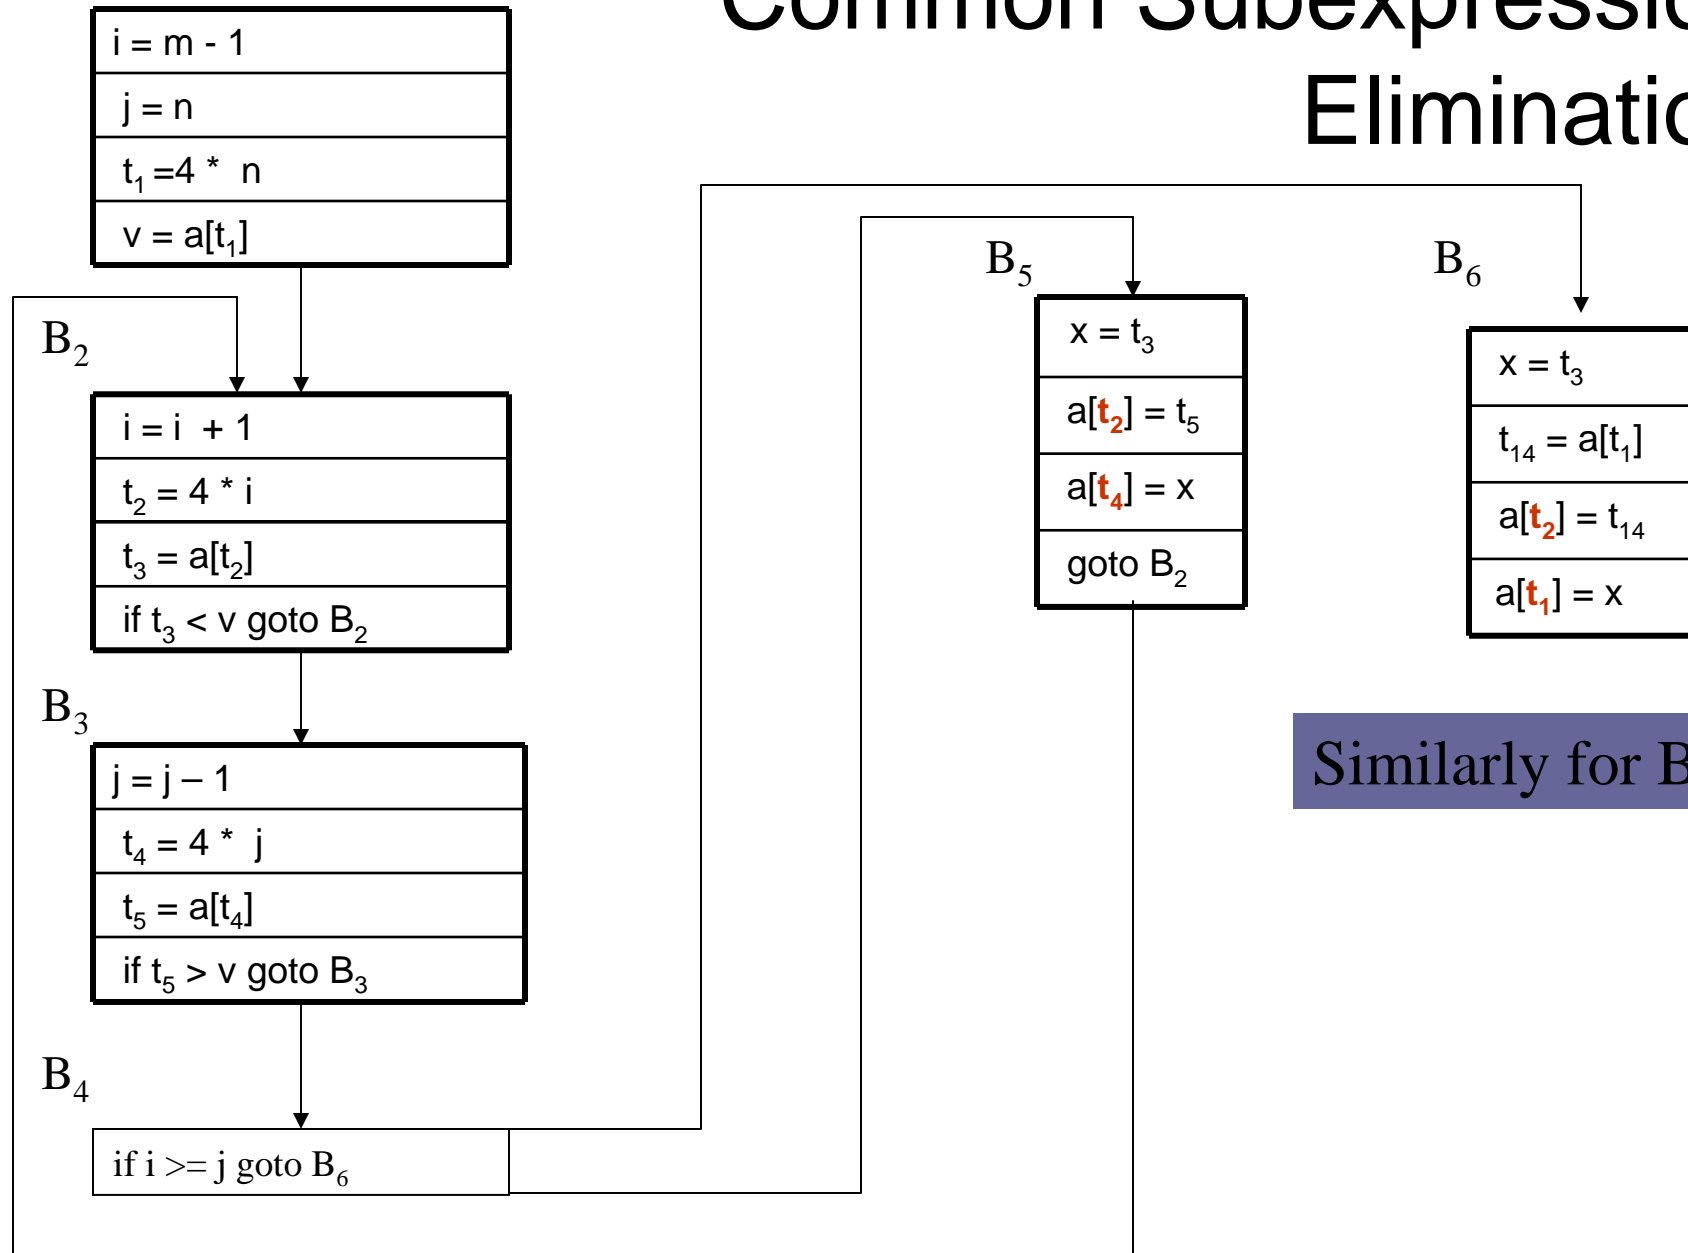 Common Subexpressio
Eliminatio
i = m - 1
j = n
t₁ =4 * n
v = a[t₁]
B₂
i = i + 1
t₂ = 4 * i
t₃ = a[t₂]
if t₃ < v goto B₂
B₃
j = j – 1
t₄ = 4 * j
t₅ = a[t₄]
if t₅ > v goto B₃
B₄
if i >= j goto B₆
B₅
x = t₃
a[t₂] = t₅
a[t₄] = x
goto B₂
B₆
x = t₃
t₁₄ = a[t₁]
a[t₂] = t₁₄
a[t₁] = x
Similarly for B